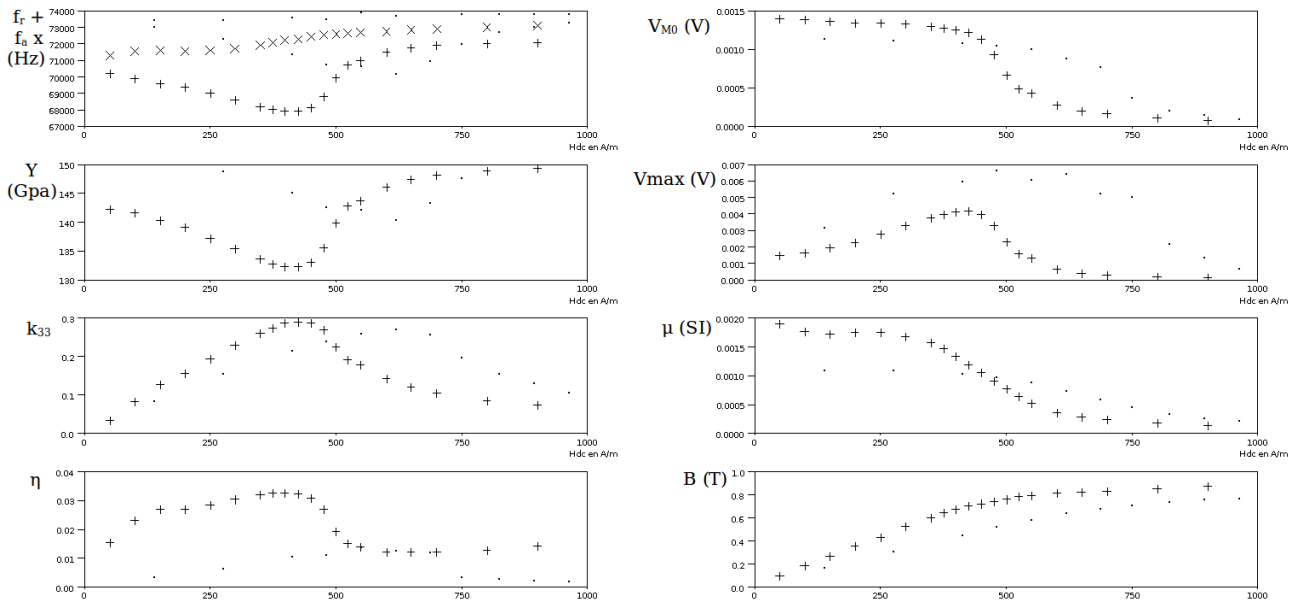 f_r +
f_a x
(Hz)
74000
73000
72000
71000
70000
69000
68000
67000
0 250 500 750 1000
Hdc en A/m
V_M0 (V)
0.0015
0.0010
0.0005
0.0000
0 250 500 750 1000
Hdc en A/m
Y
(Gpa)
150
145
140
135
130
0 250 500 750 1000
Hdc en A/m
Vmax (V)
0.007
0.006
0.005
0.004
0.003
0.002
0.001
0.000
0 250 500 750 1000
Hdc en A/m
k₃₃
0.3
0.2
0.1
0.0
0 250 500 750 1000
Hdc en A/m
μ (SI)
0.0020
0.0015
0.0010
0.0005
0.0000
0 250 500 750 1000
Hdc en A/m
η
0.04
0.03
0.02
0.01
0.00
0 250 500 750 1000
Hdc en A/m
B (T)
1.0
0.8
0.6
0.4
0.2
0.0
0 250 500 750 1000
Hdc en A/m